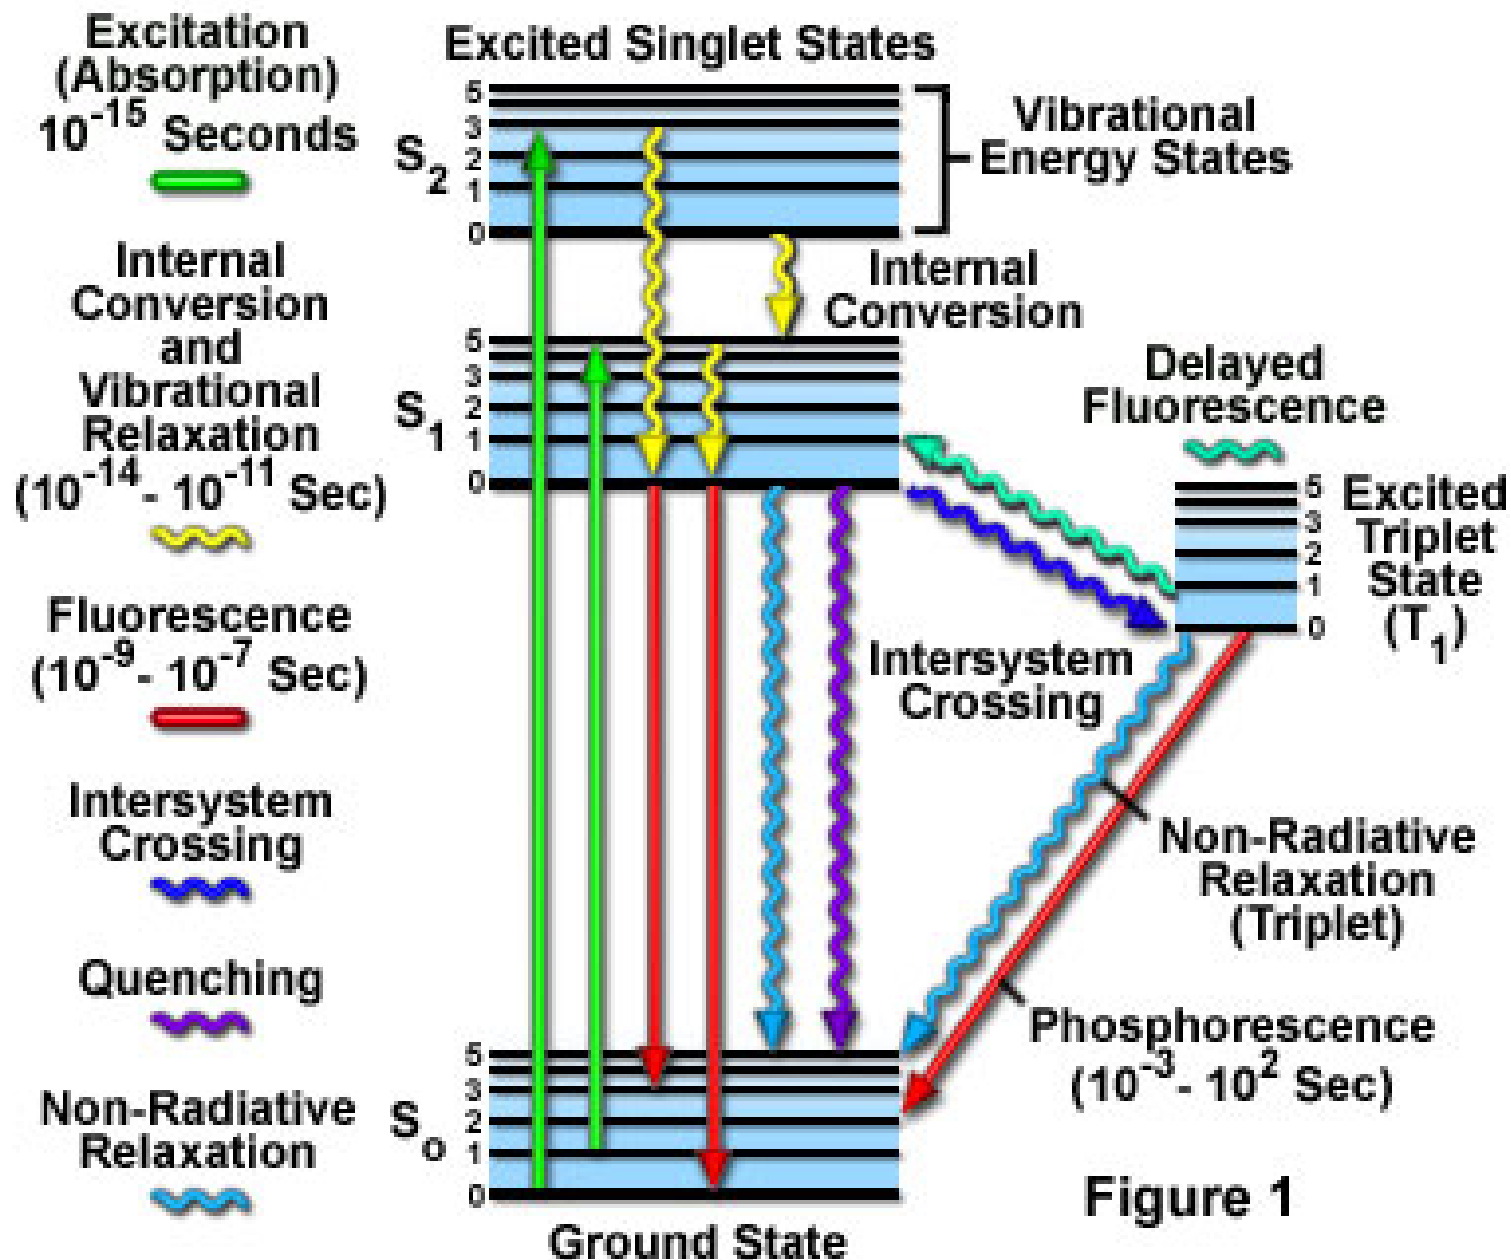 Excitation
(Absorption)
10⁻¹⁵ Seconds
Internal
Conversion
and
Vibrational
Relaxation
(10⁻¹⁴- 10⁻¹¹ Sec)
Fluorescence
(10⁻⁹- 10⁻⁷ Sec)
Intersystem
Crossing
Quenching
Non-Radiative
Relaxation
Excited Singlet States
S₂
5
3
2
1
0
Vibrational
Energy States
Internal
Conversion
S₁
5
3
2
1
0
Delayed
Fluorescence
5
3
2
1
0
Excited
Triplet
State
(T₁)
Intersystem
Crossing
Non-Radiative
Relaxation
(Triplet)
Phosphorescence
(10⁻³- 10² Sec)
S₀
5
3
2
1
0
Ground State
Figure 1